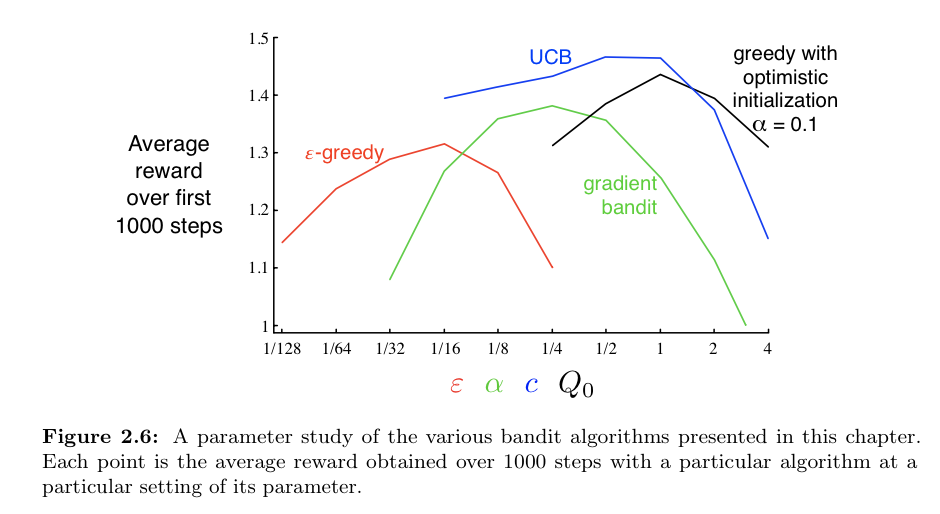 1.5
1.4
1.3
1.2
1.1
1
Average
reward
over first
1000 steps
ε-greedy
UCB
gradient
bandit
greedy with
optimistic
initialization
α = 0.1
1/128 1/64 1/32 1/16 1/8 1/4 1/2 1 2 4
ε α c Q₀
Figure 2.6: A parameter study of the various bandit algorithms presented in this chapter.
Each point is the average reward obtained over 1000 steps with a particular algorithm at a
particular setting of its parameter.